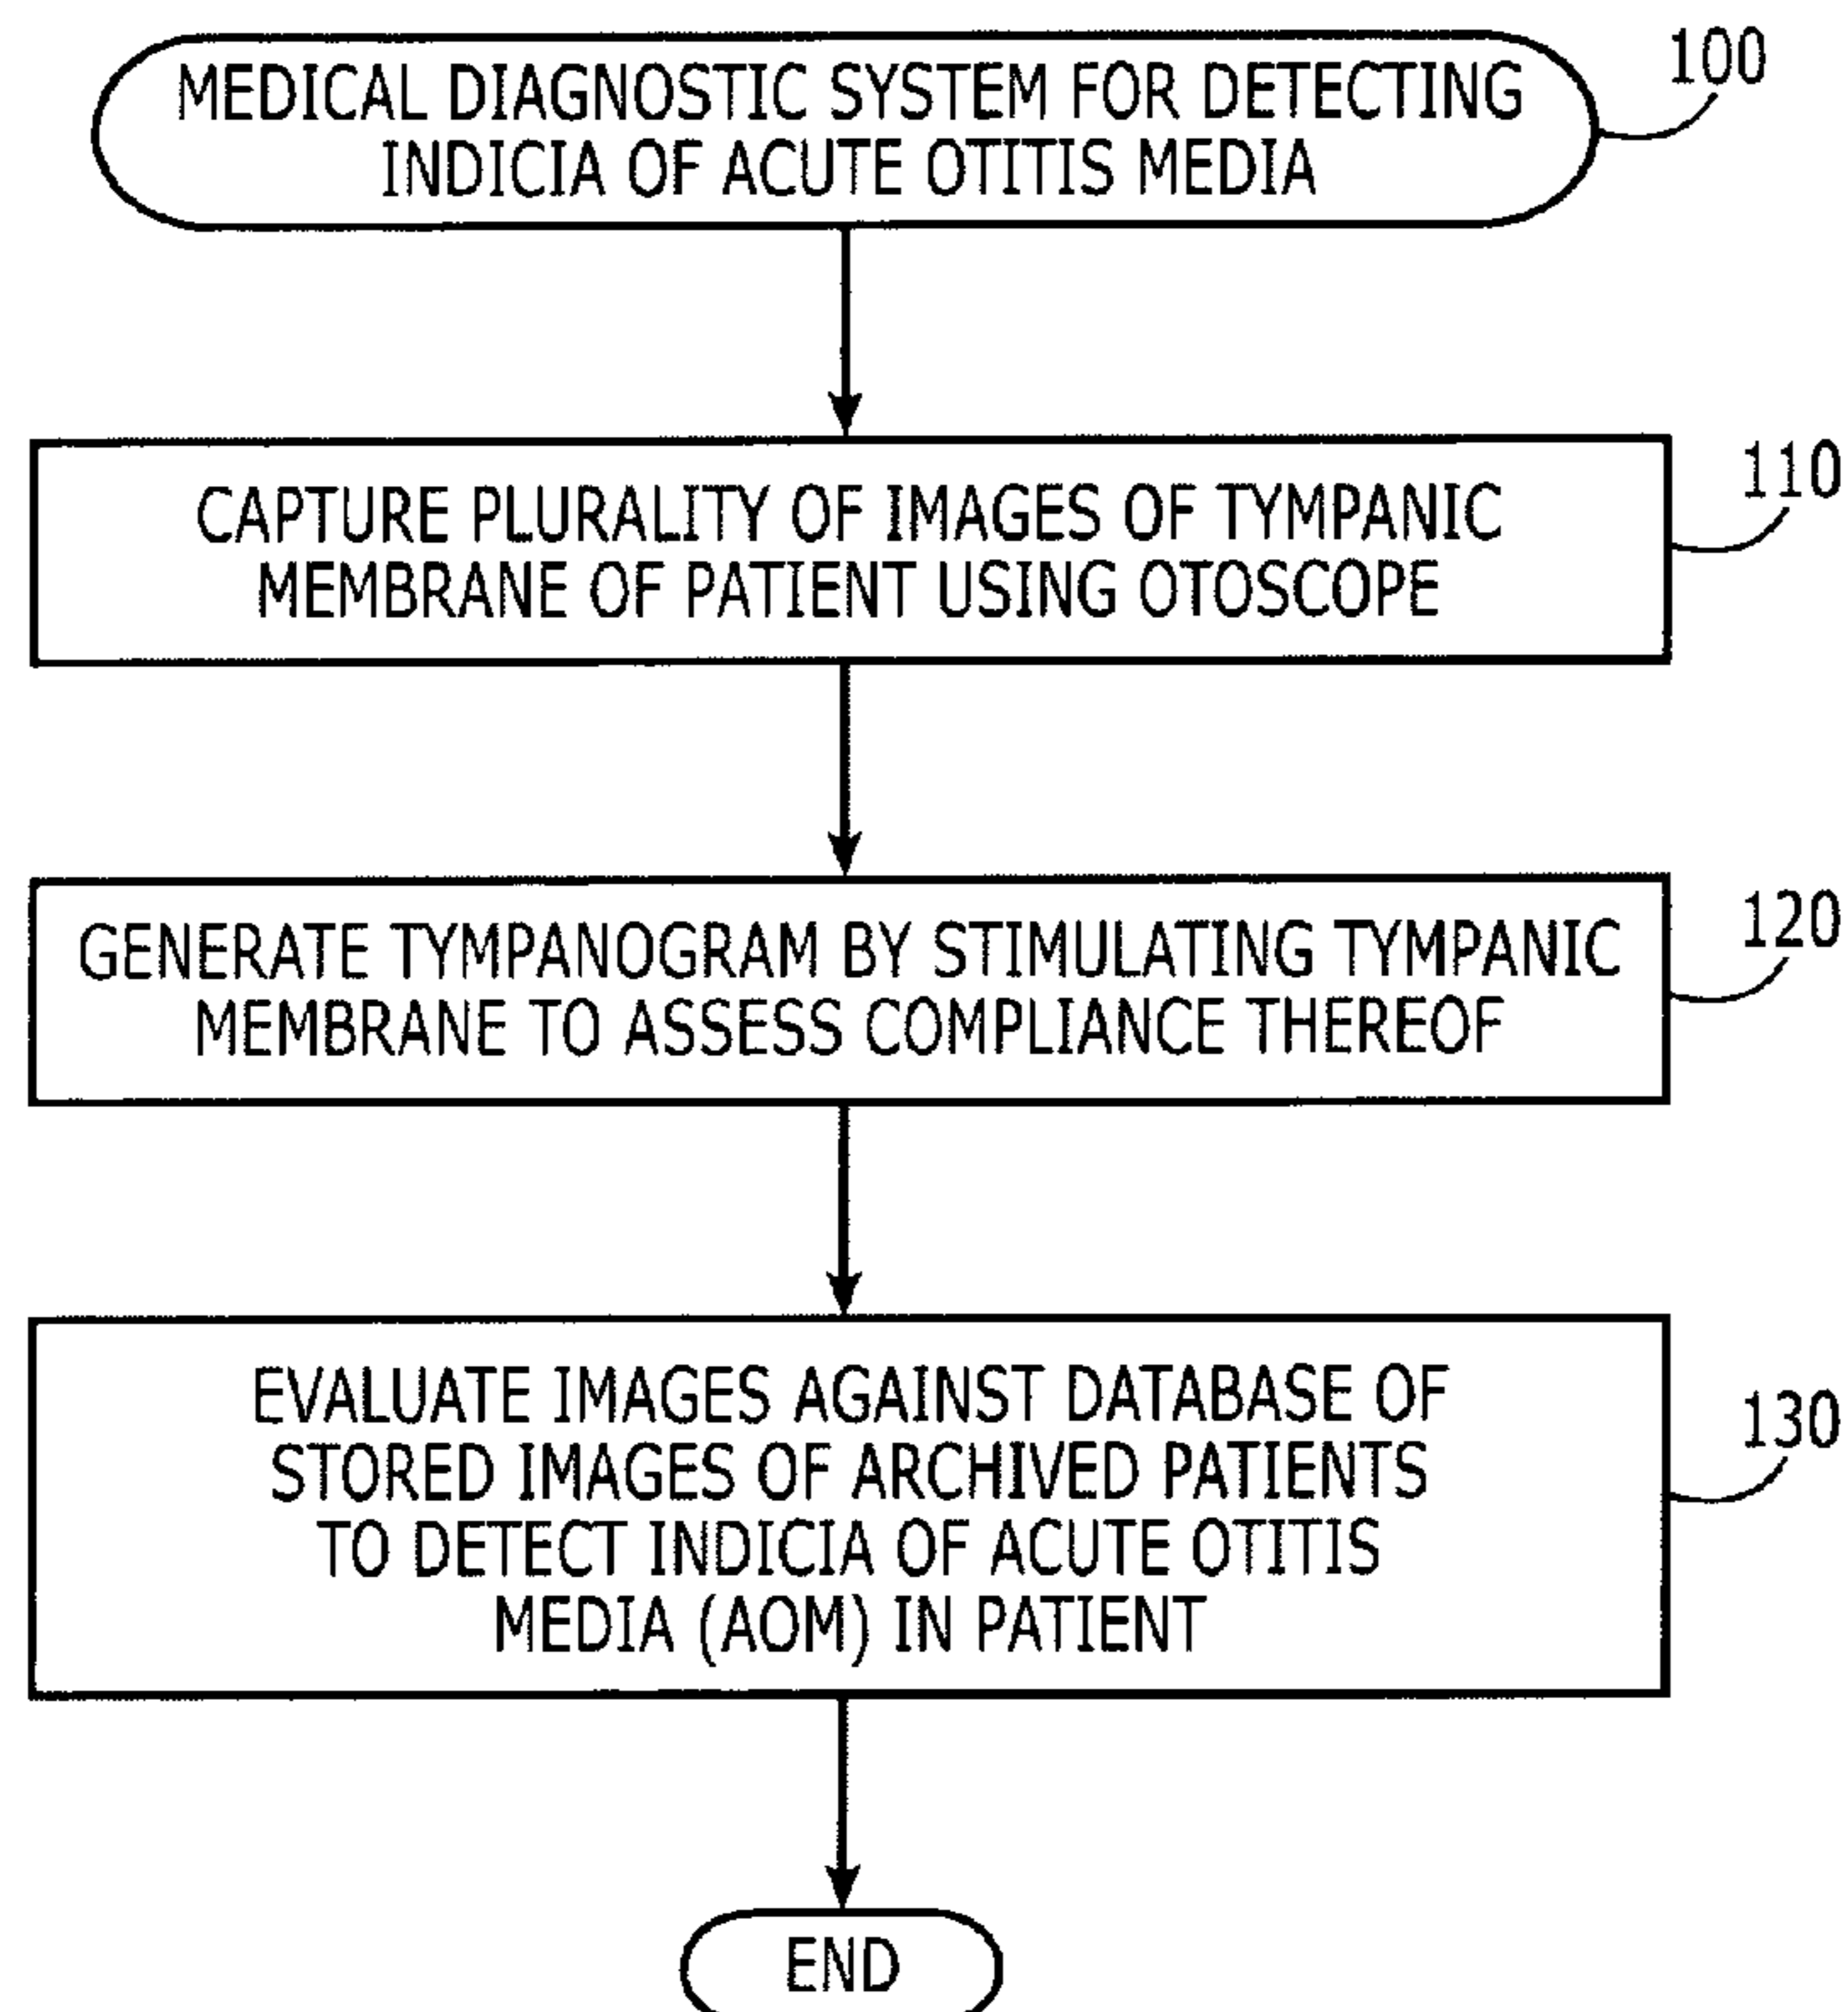 MEDICAL DIAGNOSTIC SYSTEM FOR DETECTING
INDICIA OF ACUTE OTITIS MEDIA
100
CAPTURE PLURALITY OF IMAGES OF TYMPANIC
MEMBRANE OF PATIENT USING OTOSCOPE
110
GENERATE TYMPANOGRAM BY STIMULATING TYMPANIC
MEMBRANE TO ASSESS COMPLIANCE THEREOF
120
EVALUATE IMAGES AGAINST DATABASE OF
STORED IMAGES OF ARCHIVED PATIENTS
TO DETECT INDICIA OF ACUTE OTITIS
MEDIA (AOM) IN PATIENT
130
END